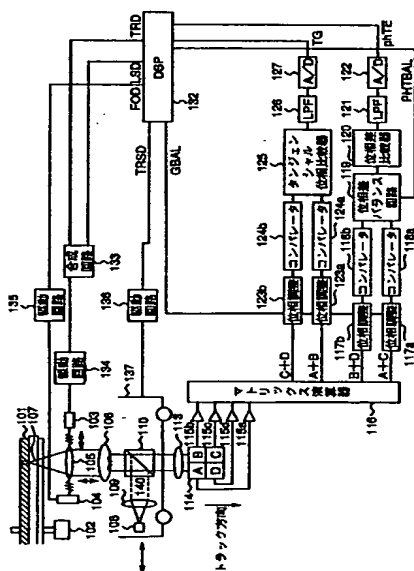 TRD
FOD
LSD
DSP
132
TRSD
GBAL
TG
phTE
PHTBAL
127
A/D
122
A/D
126
LPF
121
LPF
125
タンジェンシャル
位相比較器
120
位相差
比較器
119
位相差
バランス
回路
124b
コンパレータ
124a
コンパレータ
118b
コンパレータ
118a
コンパレータ
123b
位相調整
123a
位相調整
117b
位相調整
117a
位相調整
C+D
A+B
B+D
A+C
マトリックス演算器
116
合成
回路
133
135
駆動
回路
134
駆動
回路
136
駆動
回路
137
101
107
102
103
104
105
106
108
109
110
113
114
140
115b
115c
115d
115a
A
B
D
C
トラック方向